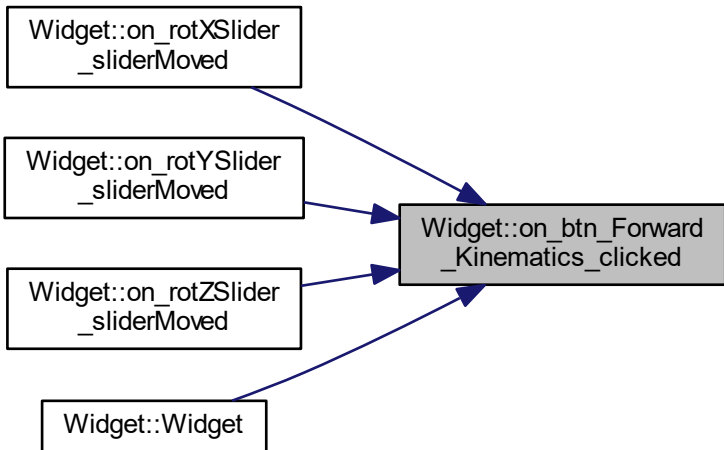 Widget::on_rotXSlider
_sliderMoved
Widget::on_rotYSlider
_sliderMoved
Widget::on_rotZSlider
_sliderMoved
Widget::Widget
Widget::on_btn_Forward
_Kinematics_clicked